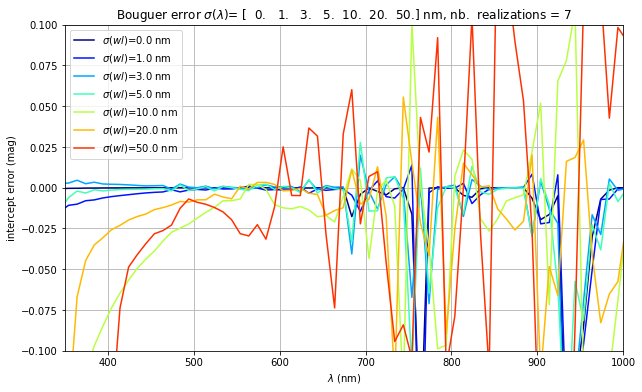 Bouguer error σ(λ)= [ 0. 1. 3. 5. 10. 20. 50.] nm, nb. realizations = 7
0.100
0.075
0.050
0.025
0.000
−0.025
−0.050
−0.075
−0.100
intercept error (mag)
σ(wl)=0.0 nm
σ(wl)=1.0 nm
σ(wl)=3.0 nm
σ(wl)=5.0 nm
σ(wl)=10.0 nm
σ(wl)=20.0 nm
σ(wl)=50.0 nm
400 500 600 700 800 900 1000
λ (nm)